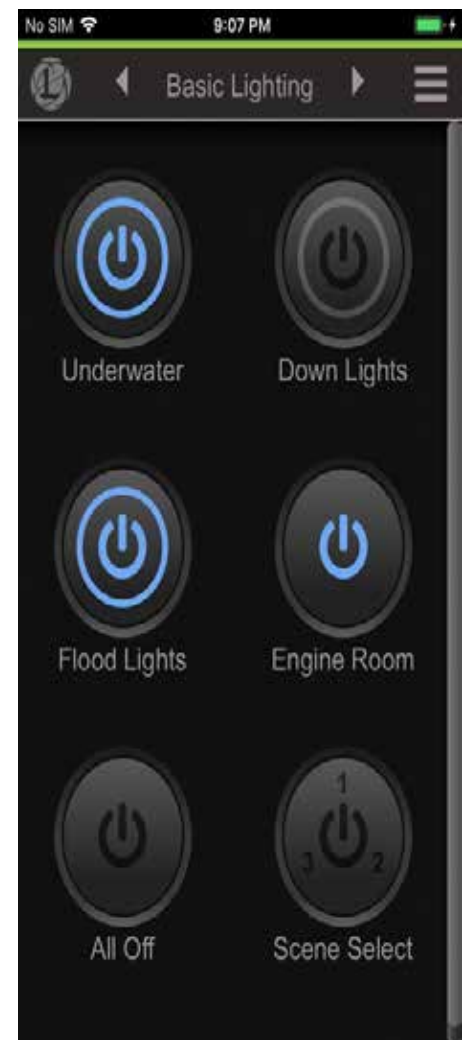 No SIM 9:07 PM
Basic Lighting
Underwater Down Lights
Flood Lights Engine Room
1
3 2
All Off Scene Select